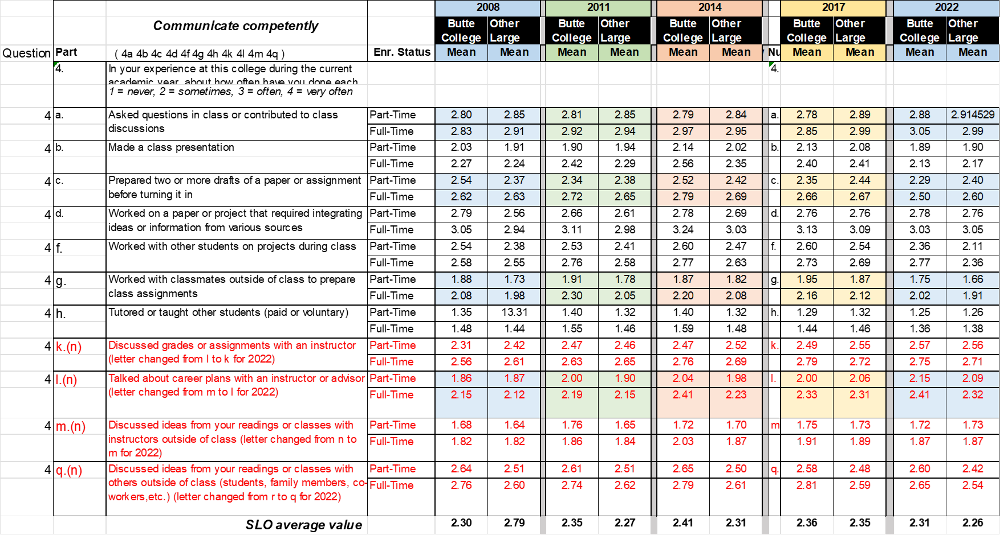 2008 2011 2014 2017 2022
Communicate competently Butte College Other Large Butte College Other Large Butte College Other Large Butte College Other Large Butte College Other Large
Question Part ( 4a 4b 4c 4d 4f 4g 4h 4k 4l 4m 4q ) Enr. Status Mean Mean Mean Mean Mean Mean Nu Mean Mean Mean Mean
4. In your experience at this college during the current 4.
academic year, about how often have you done each
1 = never, 2 = sometimes, 3 = often, 4 = very often
4 a. Asked questions in class or contributed to class Part-Time 2.80 2.85 2.81 2.85 2.79 2.84 a. 2.78 2.89 2.88 2.914529
discussions Full-Time 2.83 2.91 2.92 2.94 2.97 2.95 2.85 2.99 3.05 2.99
4 b. Made a class presentation Part-Time 2.03 1.91 1.90 1.94 2.14 2.02 b. 2.13 2.08 1.89 1.90
Full-Time 2.27 2.24 2.42 2.29 2.56 2.35 2.40 2.41 2.13 2.17
4 c. Prepared two or more drafts of a paper or assignment Part-Time 2.54 2.37 2.34 2.38 2.52 2.42 c. 2.35 2.44 2.29 2.40
before turning it in Full-Time 2.62 2.63 2.72 2.65 2.79 2.69 2.66 2.67 2.50 2.60
4 d. Worked on a paper or project that required integrating Part-Time 2.79 2.56 2.66 2.61 2.78 2.69 d. 2.76 2.76 2.78 2.76
ideas or information from various sources Full-Time 3.05 2.94 3.11 2.98 3.24 3.03 3.13 3.09 3.03 3.05
4 f. Worked with other students on projects during class Part-Time 2.54 2.38 2.53 2.41 2.60 2.47 f. 2.60 2.54 2.36 2.11
Full-Time 2.58 2.55 2.76 2.58 2.77 2.63 2.73 2.69 2.77 2.36
4 g. Worked with classmates outside of class to prepare Part-Time 1.88 1.73 1.91 1.78 1.87 1.82 g. 1.95 1.87 1.75 1.66
class assignments Full-Time 2.08 1.98 2.30 2.05 2.20 2.08 2.16 2.12 2.02 1.91
4 h. Tutored or taught other students (paid or voluntary) Part-Time 1.35 13.31 1.40 1.32 1.40 1.32 h. 1.29 1.32 1.25 1.26
Full-Time 1.48 1.44 1.55 1.46 1.59 1.48 1.44 1.46 1.36 1.38
4 k.(n) Discussed grades or assignments with an instructor Part-Time 2.31 2.42 2.47 2.46 2.47 2.52 k. 2.49 2.55 2.57 2.56
(letter changed from l to k for 2022) Full-Time 2.56 2.61 2.63 2.65 2.76 2.69 2.79 2.72 2.75 2.71
4 l.(n) Talked about career plans with an instructor or advisor Part-Time 1.86 1.87 2.00 1.90 2.04 1.98 l. 2.00 2.06 2.15 2.09
(letter changed from m to l for 2022) Full-Time 2.15 2.12 2.19 2.15 2.41 2.23 2.33 2.31 2.41 2.32
4 m.(n) Discussed ideas from your readings or classes with Part-Time 1.68 1.64 1.76 1.65 1.72 1.70 m 1.75 1.73 1.72 1.73
instructors outside of class (letter changed from n to Full-Time 1.82 1.82 1.86 1.84 2.03 1.87 1.91 1.89 1.87 1.87
m for 2022)
4 q.(n) Discussed ideas from your readings or classes with Part-Time 2.64 2.51 2.61 2.51 2.65 2.50 q. 2.58 2.48 2.60 2.42
others outside of class (students, family members, co- Full-Time 2.76 2.60 2.74 2.62 2.79 2.61 2.81 2.59 2.65 2.54
workers,etc.) (letter changed from r to q for 2022)
SLO average value 2.30 2.79 2.35 2.27 2.41 2.31 2.36 2.35 2.31 2.26